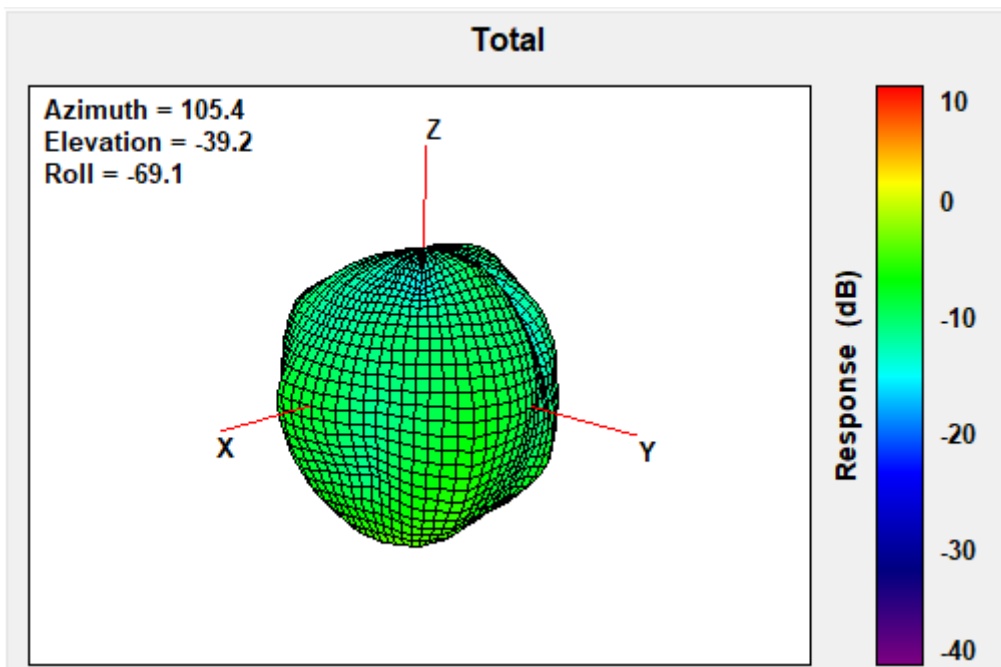 Total
Azimuth = 105.4
Elevation = -39.2
Roll = -69.1
Z
X
Y
10
0
-10
-20
-30
-40
Response (dB)